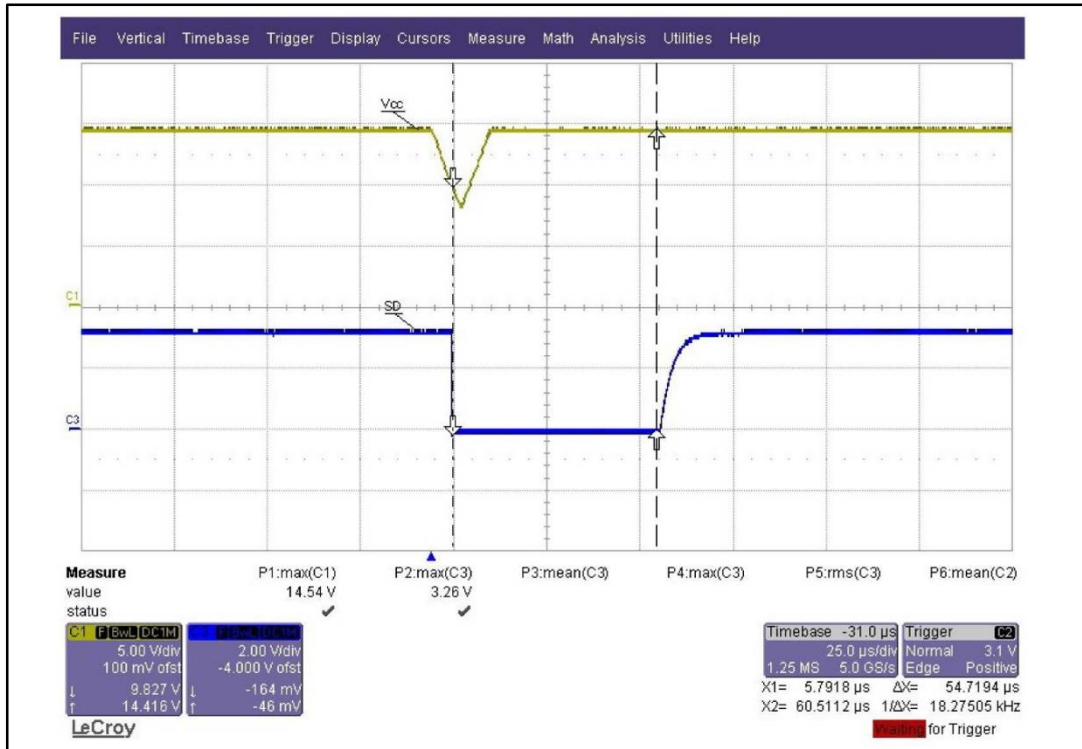 File Vertical Timebase Trigger Display Cursors Measure Math Analysis Utilities Help
Vcc
C1
SD
C3
Measure P1:max(C1) P2:max(C3) P3:mean(C3) P4:max(C3) P5:rms(C3) P6:mean(C2)
value 14.54 V 3.26 V
status
C1 F BwL DC1M
5.00 V/div
100 mV ofst
↓ 9.827 V
↑ 14.416 V
F BwL DC1M
2.00 V/div
-4.000 V ofst
↓ -164 mV
↑ -46 mV
Timebase -31.0 µs
25.0 µs/div
1.25 MS 5.0 GS/s
Trigger C2
Normal 3.1 V
Edge Positive
X1= 5.7918 µs ΔX= 54.7194 µs
X2= 60.5112 µs 1/ΔX= 18.27505 kHz
LeCroy
Waiting for Trigger